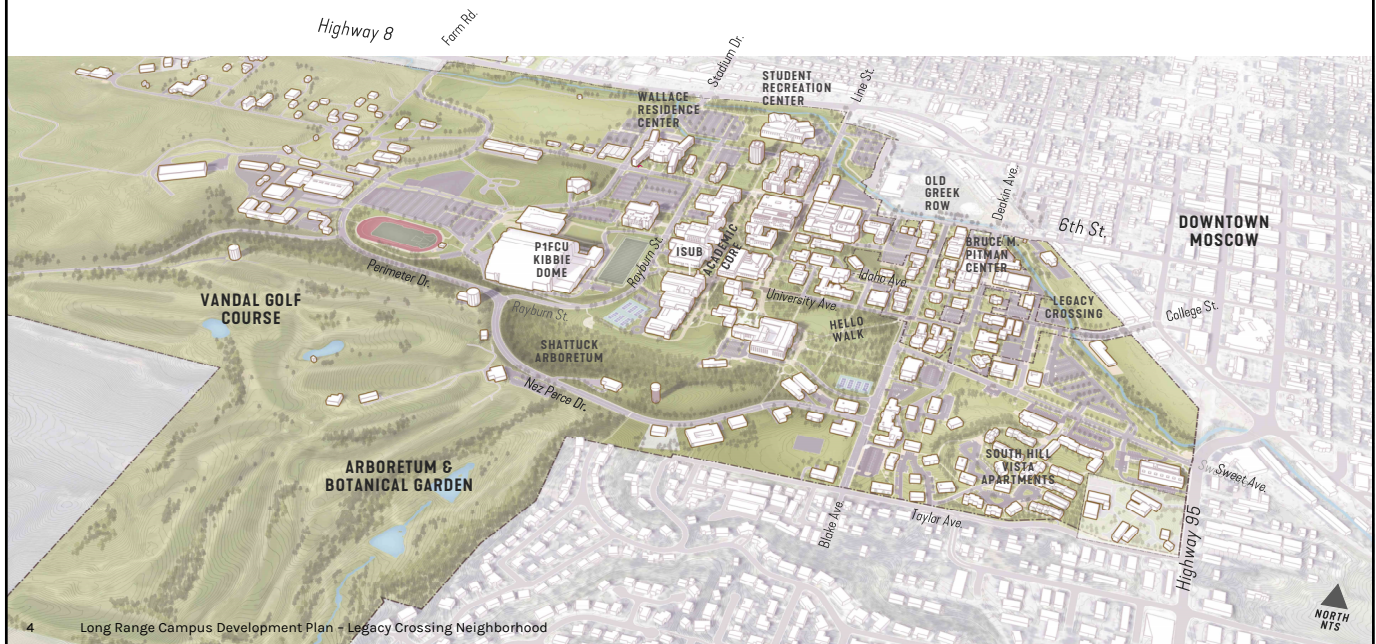 Highway 8
Farm Rd.
Stadium Dr.
Line St.
WALLACE
RESIDENCE
CENTER
STUDENT
RECREATION
CENTER
OLD
GREEK
ROW
Deakin Ave.
6th St.
DOWNTOWN
MOSCOW
P1FCU
KIBBIE
DOME
Rayburn St.
ISUB
ACADEMIC
CORE
BRUCE M.
PITMAN
CENTER
Perimeter Dr.
Idaho Ave.
University Ave.
VANDAL GOLF
COURSE
Rayburn St.
HELLO
WALK
LEGACY
CROSSING
College St.
SHATTUCK
ARBORETUM
Nez Perce Dr.
ARBORETUM &
BOTANICAL GARDEN
SOUTH HILL
VISTA
APARTMENTS
Sweet Ave.
Blake Ave.
Taylor Ave.
Highway 95
NORTH
NTS
4 Long Range Campus Development Plan – Legacy Crossing Neighborhood